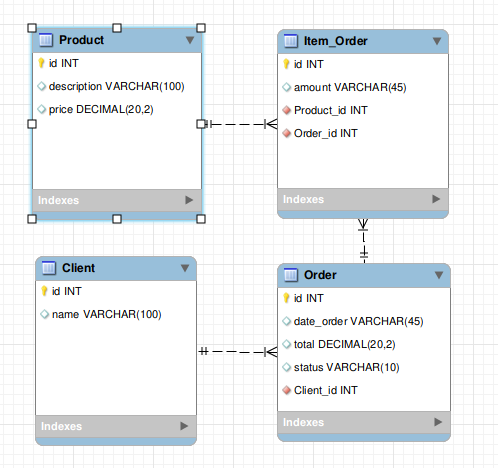 Product
id INT
description VARCHAR(100)
price DECIMAL(20,2)
Indexes
Item_Order
id INT
amount VARCHAR(45)
Product_id INT
Order_id INT
Indexes
Client
id INT
name VARCHAR(100)
Indexes
Order
id INT
date_order VARCHAR(45)
total DECIMAL(20,2)
status VARCHAR(10)
Client_id INT
Indexes